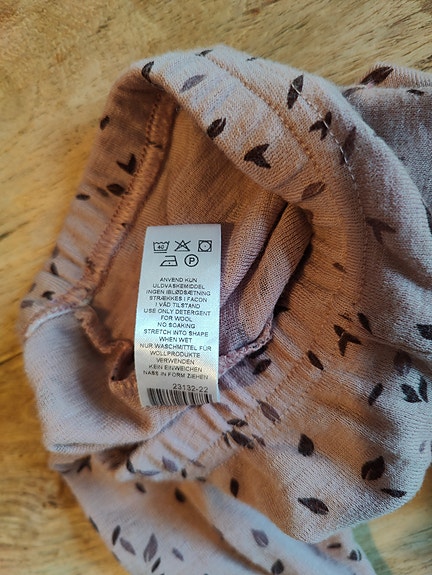 40
P
ANVEND KUN
ULDVASKEMIDDEL
INGEN IBLØDSÆTNING
STRÆKKES I FACON
I VÅD TILSTAND
USE ONLY DETERGENT
FOR WOOL
NO SOAKING
STRETCH INTO SHAPE
WHEN WET
NUR WASCHMITTEL FÜR
WOLLPRODUKTE
VERWENDEN
KEIN EINWEICHEN
NASS IN FORM ZIEHEN
23132-22